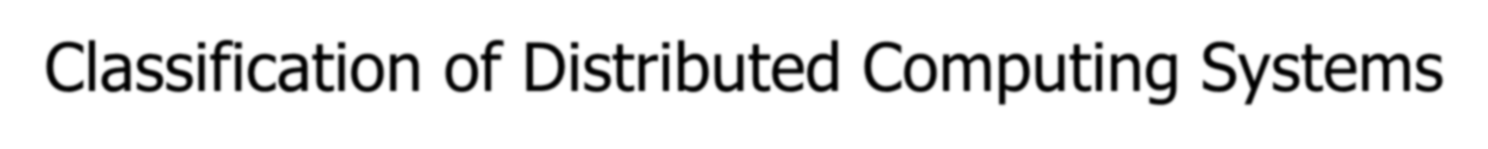 Classification of Distributed Computing Systems